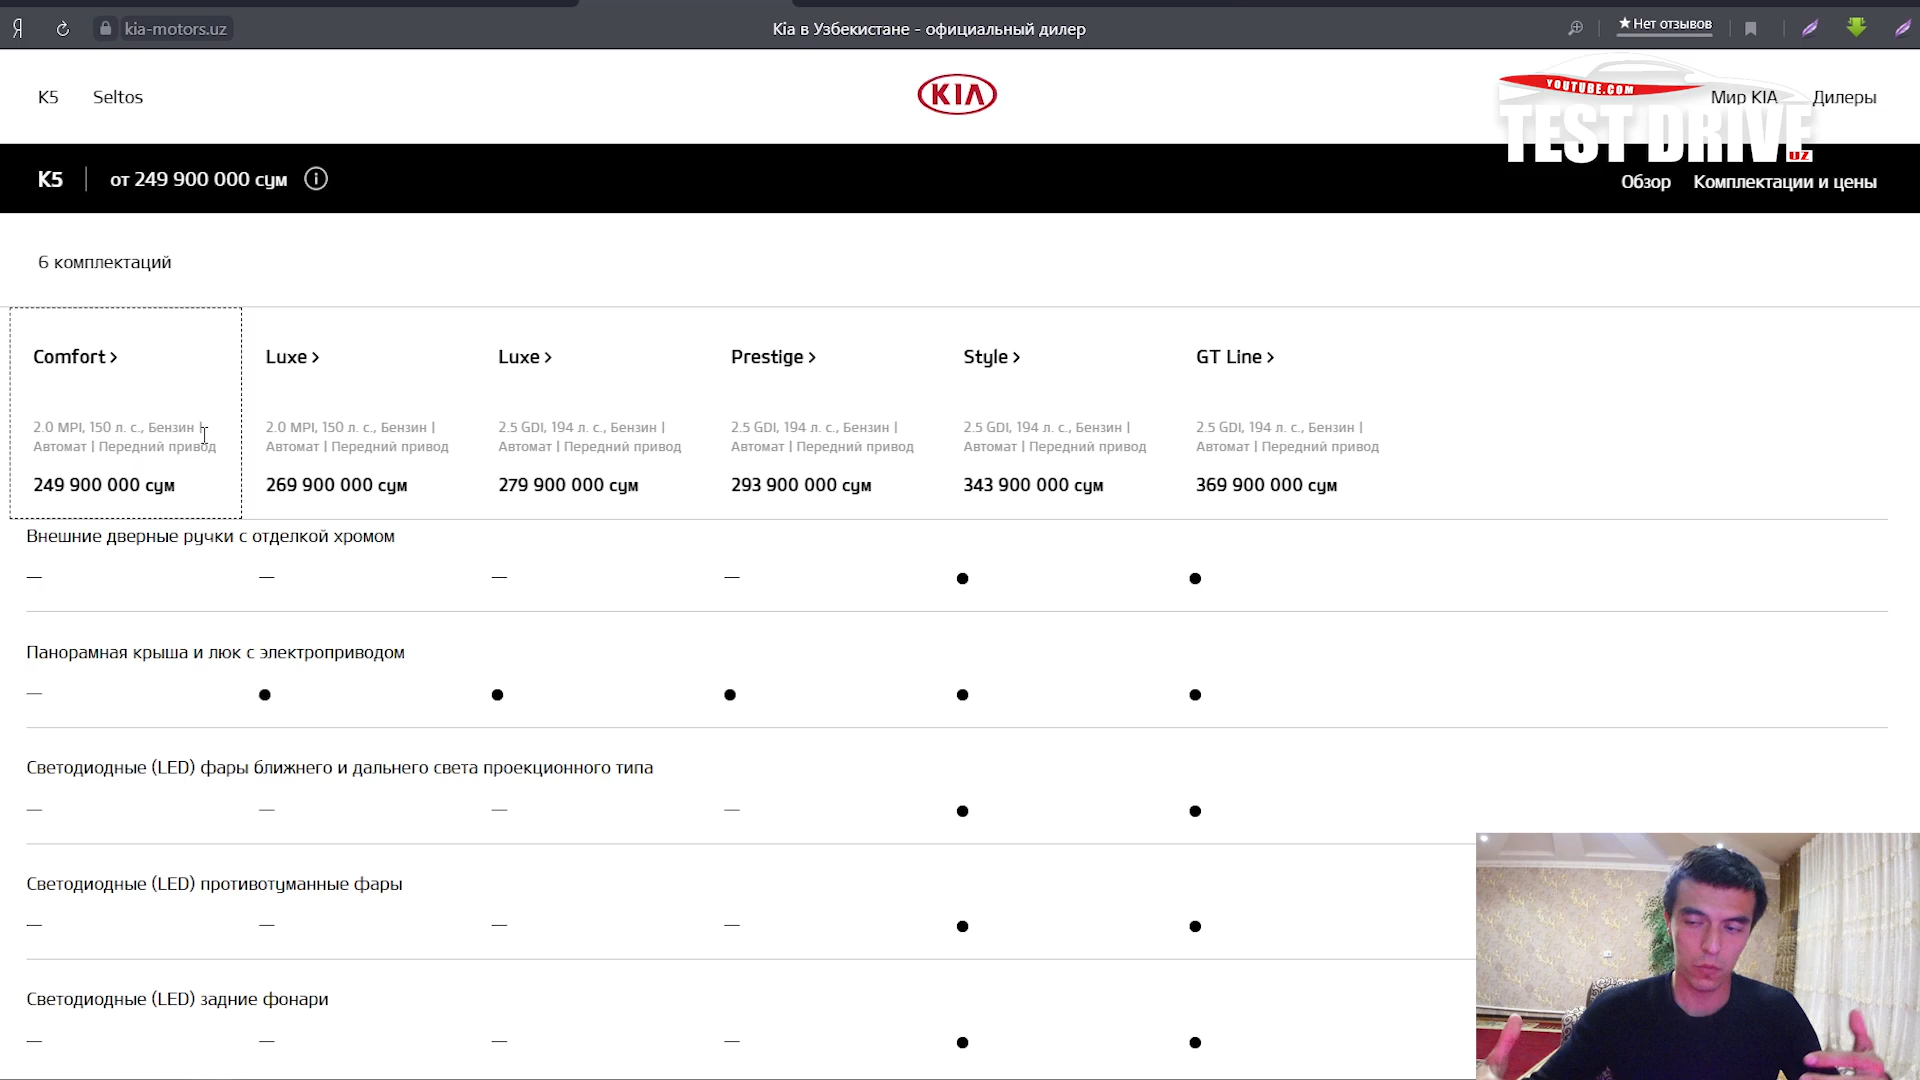 Я
kia-motors.uz
Kia в Узбекистане - официальный дилер
★Нет отзывов
K5
Seltos
KIA
Мир KIA
Дилеры
YOUTUBE.COM
TEST DRIVE
UZ
K5
от 249 900 000 сум
Обзор
Комплектации и цены
6 комплектаций
Comfort >
2.0 MPI, 150 л. с., Бензин |
Автомат | Передний привод
249 900 000 сум
Luxe >
2.0 MPI, 150 л. с., Бензин |
Автомат | Передний привод
269 900 000 сум
Luxe >
2.5 GDI, 194 л. с., Бензин |
Автомат | Передний привод
279 900 000 сум
Prestige >
2.5 GDI, 194 л. с., Бензин |
Автомат | Передний привод
293 900 000 сум
Style >
2.5 GDI, 194 л. с., Бензин |
Автомат | Передний привод
343 900 000 сум
GT Line >
2.5 GDI, 194 л. с., Бензин |
Автомат | Передний привод
369 900 000 сум
Внешние дверные ручки с отделкой хромом
— — — — ● ●
Панорамная крыша и люк с электроприводом
— ● ● ● ● ●
Светодиодные (LED) фары ближнего и дальнего света проекционного типа
— — — — ● ●
Светодиодные (LED) противотуманные фары
— — — — ● ●
Светодиодные (LED) задние фонари
— — — — ● ●